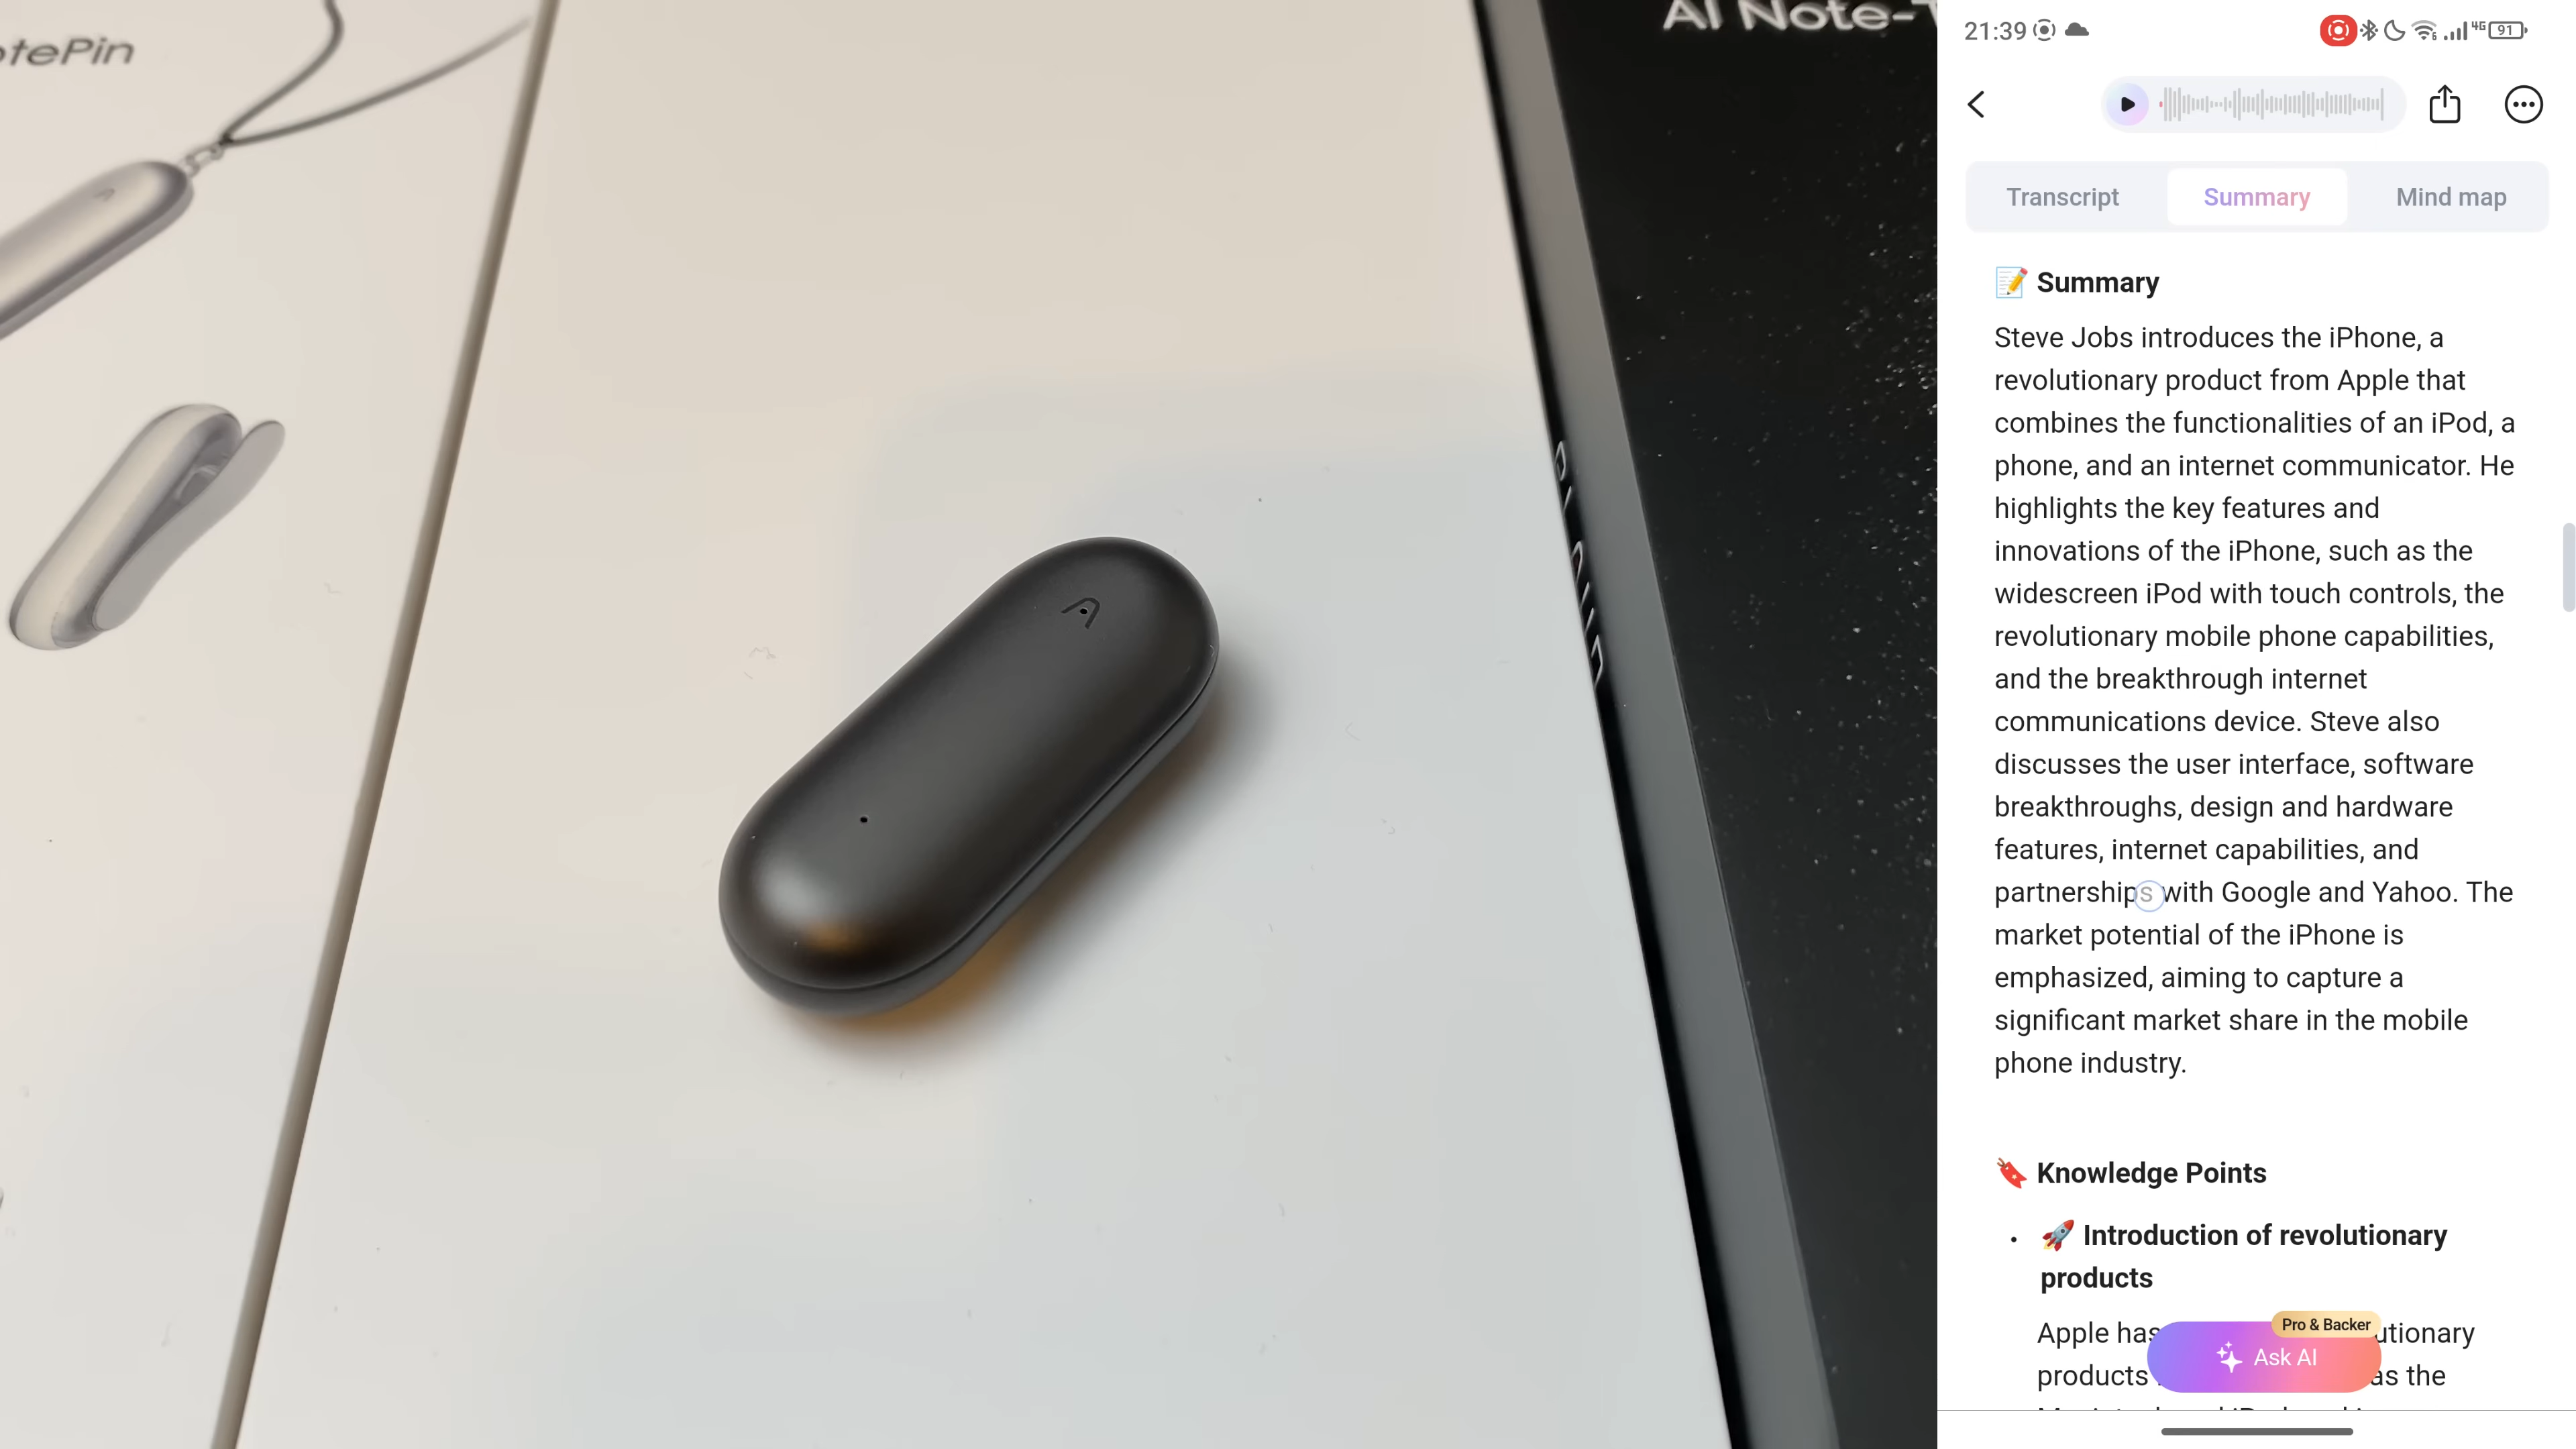 AI Note-
21:39
4G
91
Transcript
Summary
Mind map
📝 Summary
Steve Jobs introduces the iPhone, a
revolutionary product from Apple that
combines the functionalities of an iPod, a
phone, and an internet communicator. He
highlights the key features and
innovations of the iPhone, such as the
widescreen iPod with touch controls, the
revolutionary mobile phone capabilities,
and the breakthrough internet
communications device. Steve also
discusses the user interface, software
breakthroughs, design and hardware
features, internet capabilities, and
partnerships with Google and Yahoo. The
market potential of the iPhone is
emphasized, aiming to capture a
significant market share in the mobile
phone industry.
🔖 Knowledge Points
• 🚀 Introduction of revolutionary
products
Apple has
utionary
products
as the
Pro & Backer
Ask AI
otePin